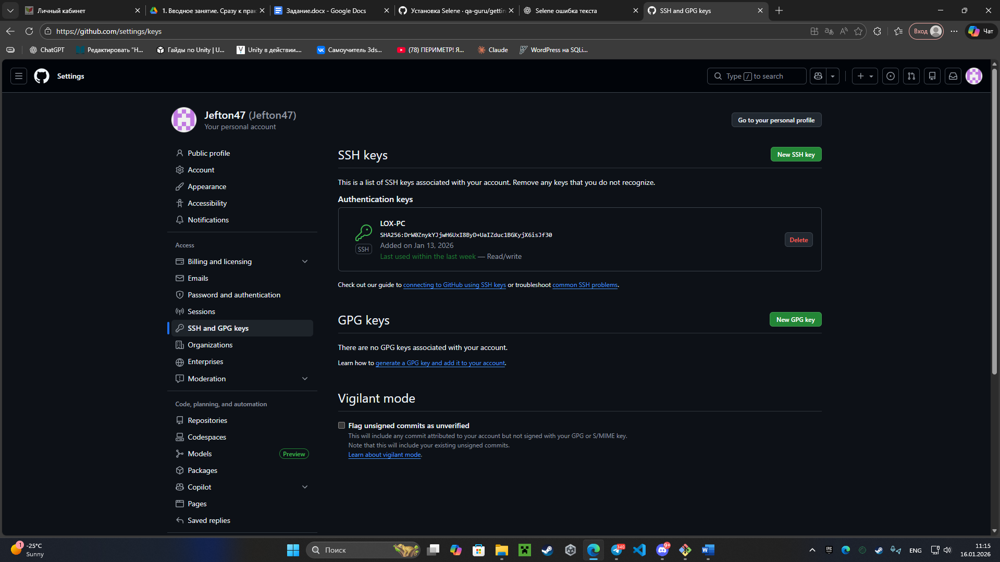 Личный кабинет
1. Вводное занятие. Сразу к прак
Задание.docx - Google Docs
Установка Selene · qa-guru/gettin
Selene ошибка текста
SSH and GPG keys
https://github.com/settings/keys
Вход
Чат
ChatGPT
Редактировать "Н...
Гайды по Unity | U...
Unity в действии....
Самоучитель 3ds...
(78) ПЕРИМЕТР! Я...
Claude
WordPress на SQLi...
Settings
Type / to search
Jefton47 (Jefton47)
Your personal account
Go to your personal profile
Public profile
Account
Appearance
Accessibility
Notifications
Access
Billing and licensing
Emails
Password and authentication
Sessions
SSH and GPG keys
Organizations
Enterprises
Moderation
Code, planning, and automation
Repositories
Codespaces
Models
Preview
Packages
Copilot
Pages
Saved replies
SSH keys
New SSH key
This is a list of SSH keys associated with your account. Remove any keys that you do not recognize.
Authentication keys
LOX-PC
SHA256:DrW0ZnykYJjwH6UxI8ByD+UaIZduc1BGKyjX6isJf30
Added on Jan 13, 2026
Last used within the last week — Read/write
SSH
Delete
Check out our guide to connecting to GitHub using SSH keys or troubleshoot common SSH problems.
GPG keys
New GPG key
There are no GPG keys associated with your account.
Learn how to generate a GPG key and add it to your account.
Vigilant mode
Flag unsigned commits as unverified
This will include any commit attributed to your account but not signed with your GPG or S/MIME key.
Note that this will include your existing unsigned commits.
Learn about vigilant mode.
1
-25°C
Sunny
Поиск
340
9+
EPIC
ENG
11:15
16.01.2026